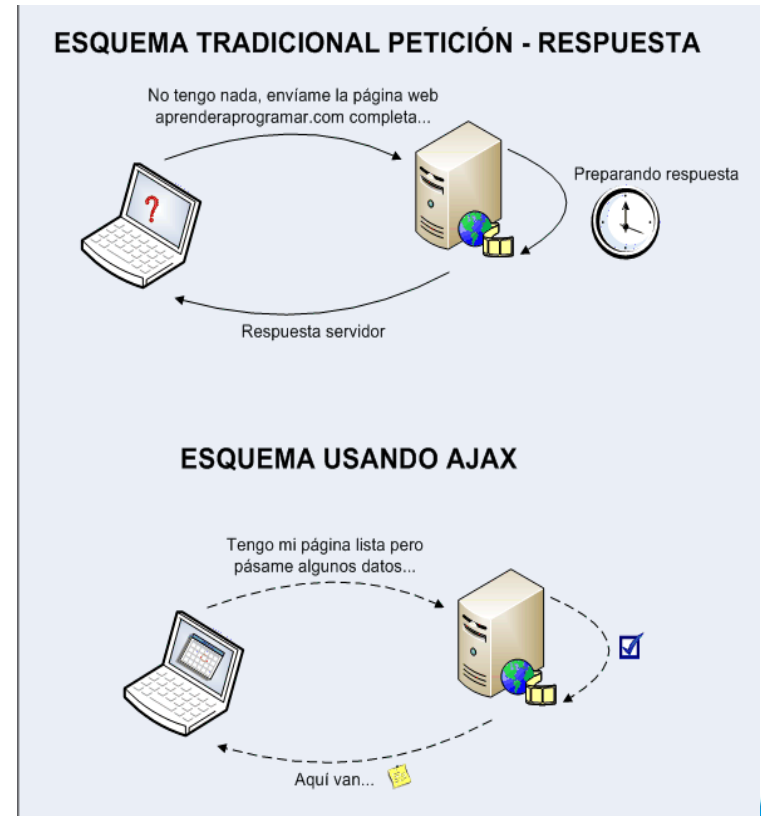 ESQUEMA TRADICIONAL PETICIÓN - RESPUESTA
No tengo nada, envíame la página web
aprenderaprogramar.com completa...
Preparando respuesta
Respuesta servidor
ESQUEMA USANDO AJAX
Tengo mi página lista pero
pásame algunos datos...
Aquí van...